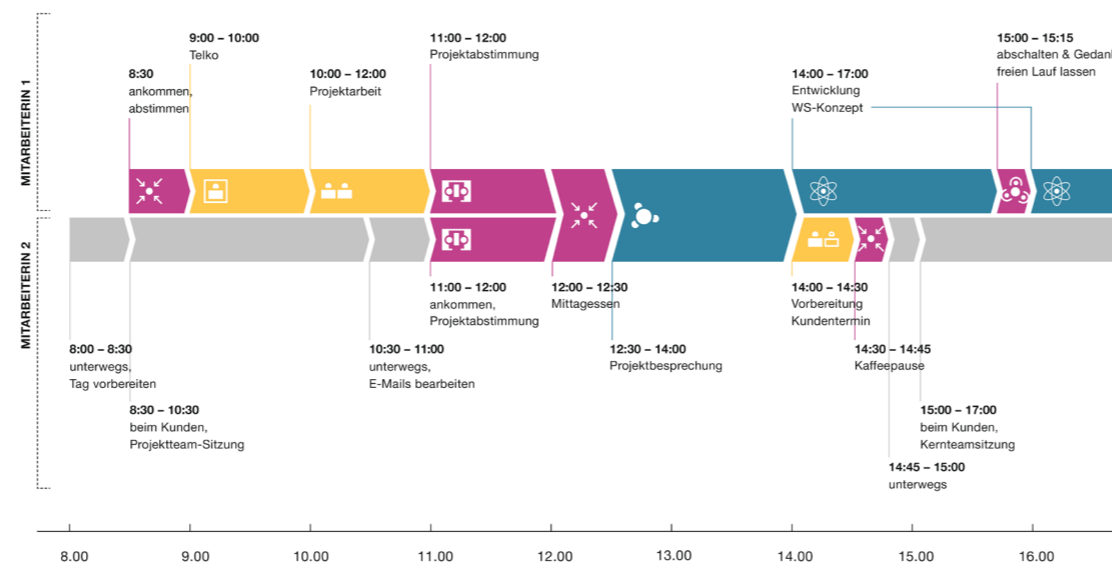 MITARBEITERIN 1
8:30
ankommen,
abstimmen
9:00 – 10:00
Telko
10:00 – 12:00
Projektarbeit
11:00 – 12:00
Projektabstimmung
14:00 – 17:00
Entwicklung
WS-Konzept
15:00 – 15:15
abschalten & Gedan
freien Lauf lassen
MITARBEITERIN 2
8:00 – 8:30
unterwegs,
Tag vorbereiten
8:30 – 10:30
beim Kunden,
Projektteam-Sitzung
10:30 – 11:00
unterwegs,
E-Mails bearbeiten
11:00 – 12:00
ankommen,
Projektabstimmung
12:00 – 12:30
Mittagessen
12:30 – 14:00
Projektbesprechung
14:00 – 14:30
Vorbereitung
Kundentermin
14:30 – 14:45
Kaffeepause
14:45 – 15:00
unterwegs
15:00 – 17:00
beim Kunden,
Kernteamsitzung
8.00 9.00 10.00 11.00 12.00 13.00 14.00 15.00 16.00